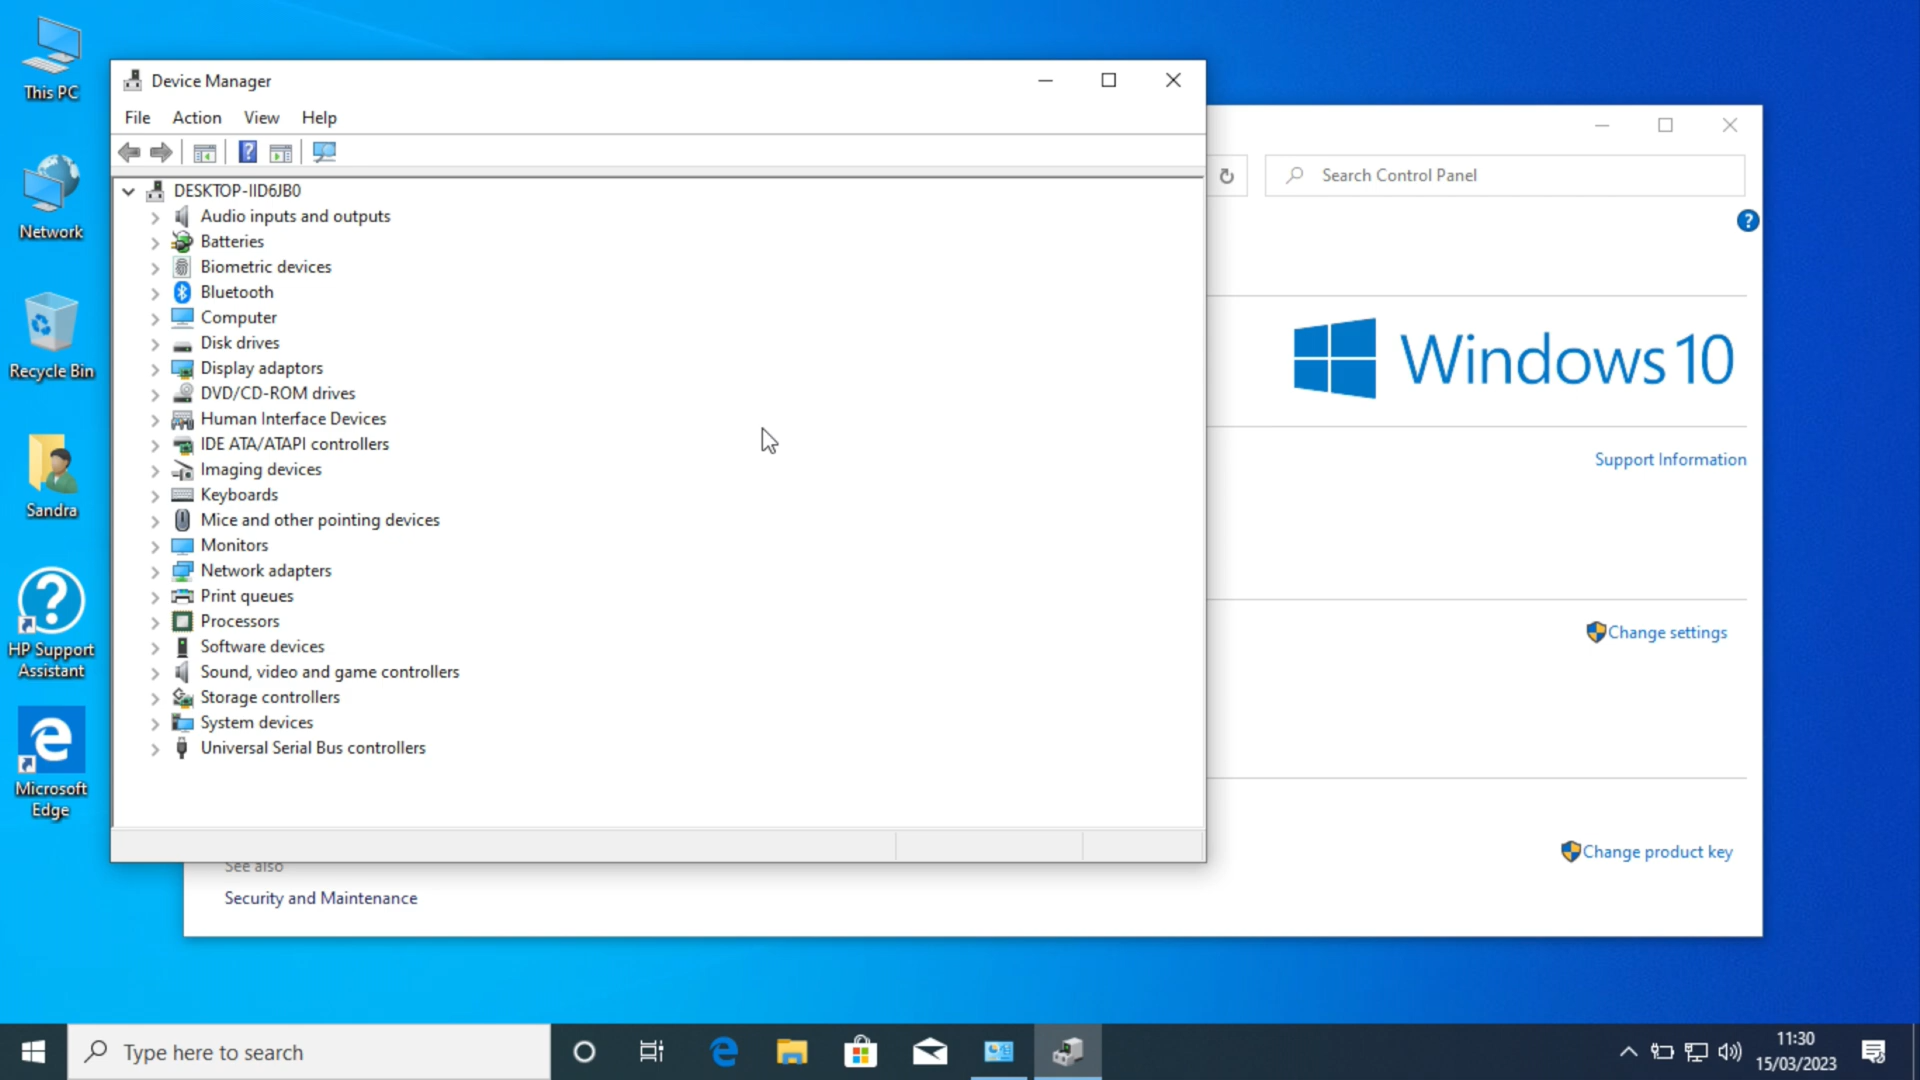 This PC
Network
Recycle Bin
Sandra
HP Support
Assistant
Microsoft
Edge
Device Manager
File Action View Help
DESKTOP-IID6JB0
Audio inputs and outputs
Batteries
Biometric devices
Bluetooth
Computer
Disk drives
Display adaptors
DVD/CD-ROM drives
Human Interface Devices
IDE ATA/ATAPI controllers
Imaging devices
Keyboards
Mice and other pointing devices
Monitors
Network adapters
Print queues
Processors
Software devices
Sound, video and game controllers
Storage controllers
System devices
Universal Serial Bus controllers
Search Control Panel
Windows 10
Support Information
Change settings
Change product key
See also
Security and Maintenance
Type here to search
11:30
15/03/2023